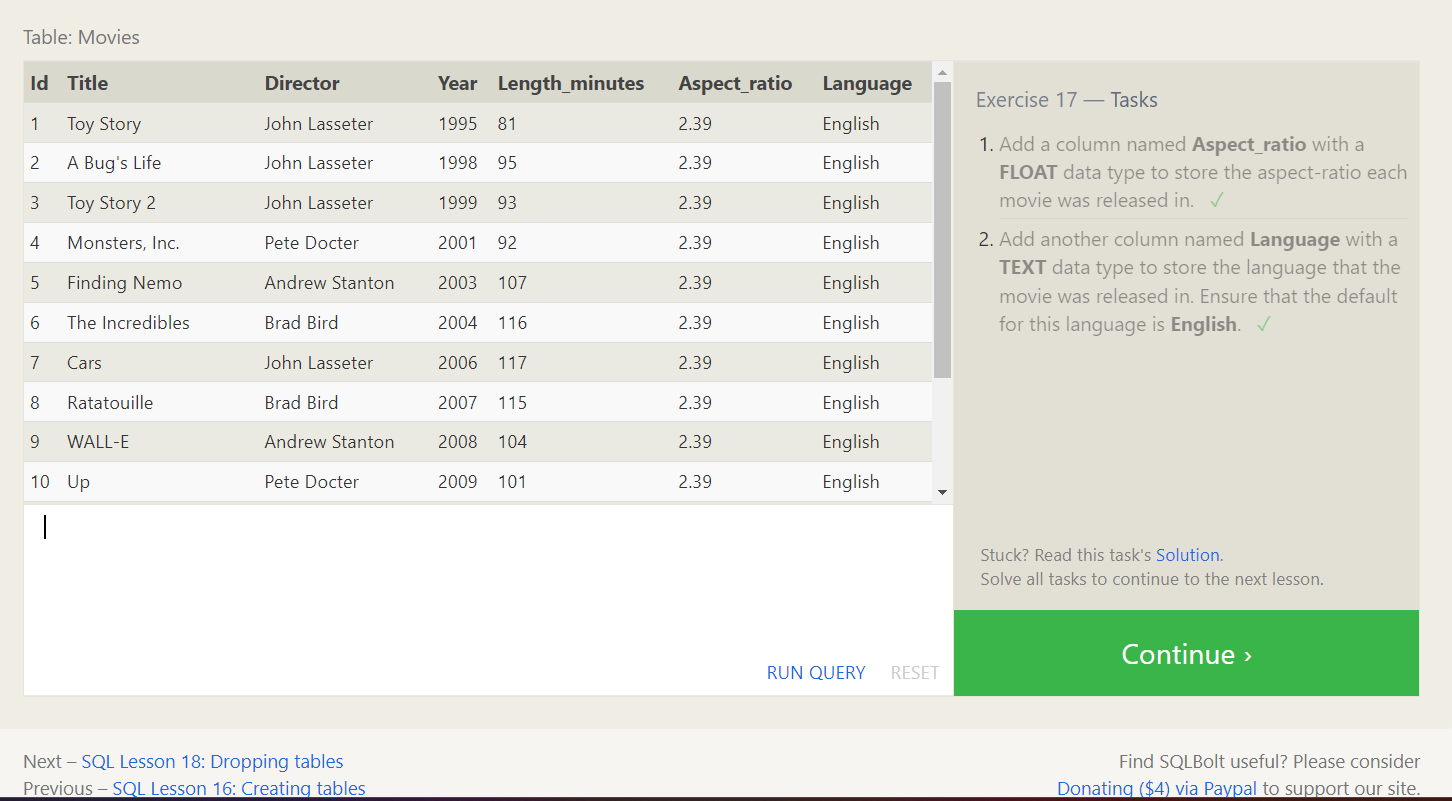 Table: Movies
Id Title Director Year Length_minutes Aspect_ratio Language
1 Toy Story John Lasseter 1995 81 2.39 English
2 A Bug's Life John Lasseter 1998 95 2.39 English
3 Toy Story 2 John Lasseter 1999 93 2.39 English
4 Monsters, Inc. Pete Docter 2001 92 2.39 English
5 Finding Nemo Andrew Stanton 2003 107 2.39 English
6 The Incredibles Brad Bird 2004 116 2.39 English
7 Cars John Lasseter 2006 117 2.39 English
8 Ratatouille Brad Bird 2007 115 2.39 English
9 WALL-E Andrew Stanton 2008 104 2.39 English
10 Up Pete Docter 2009 101 2.39 English
RUN QUERY RESET
Exercise 17 — Tasks
1. Add a column named Aspect_ratio with a
FLOAT data type to store the aspect-ratio each
movie was released in. ✓
2. Add another column named Language with a
TEXT data type to store the language that the
movie was released in. Ensure that the default
for this language is English. ✓
Stuck? Read this task's Solution.
Solve all tasks to continue to the next lesson.
Continue ›
Next – SQL Lesson 18: Dropping tables
Previous – SQL Lesson 16: Creating tables
Find SQLBolt useful? Please consider
Donating ($4) via Paypal to support our site.